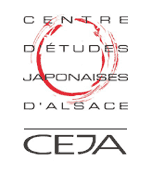 CENTRE
D'ÉTUDES
JAPONAISES
D'ALSACE
CEJA